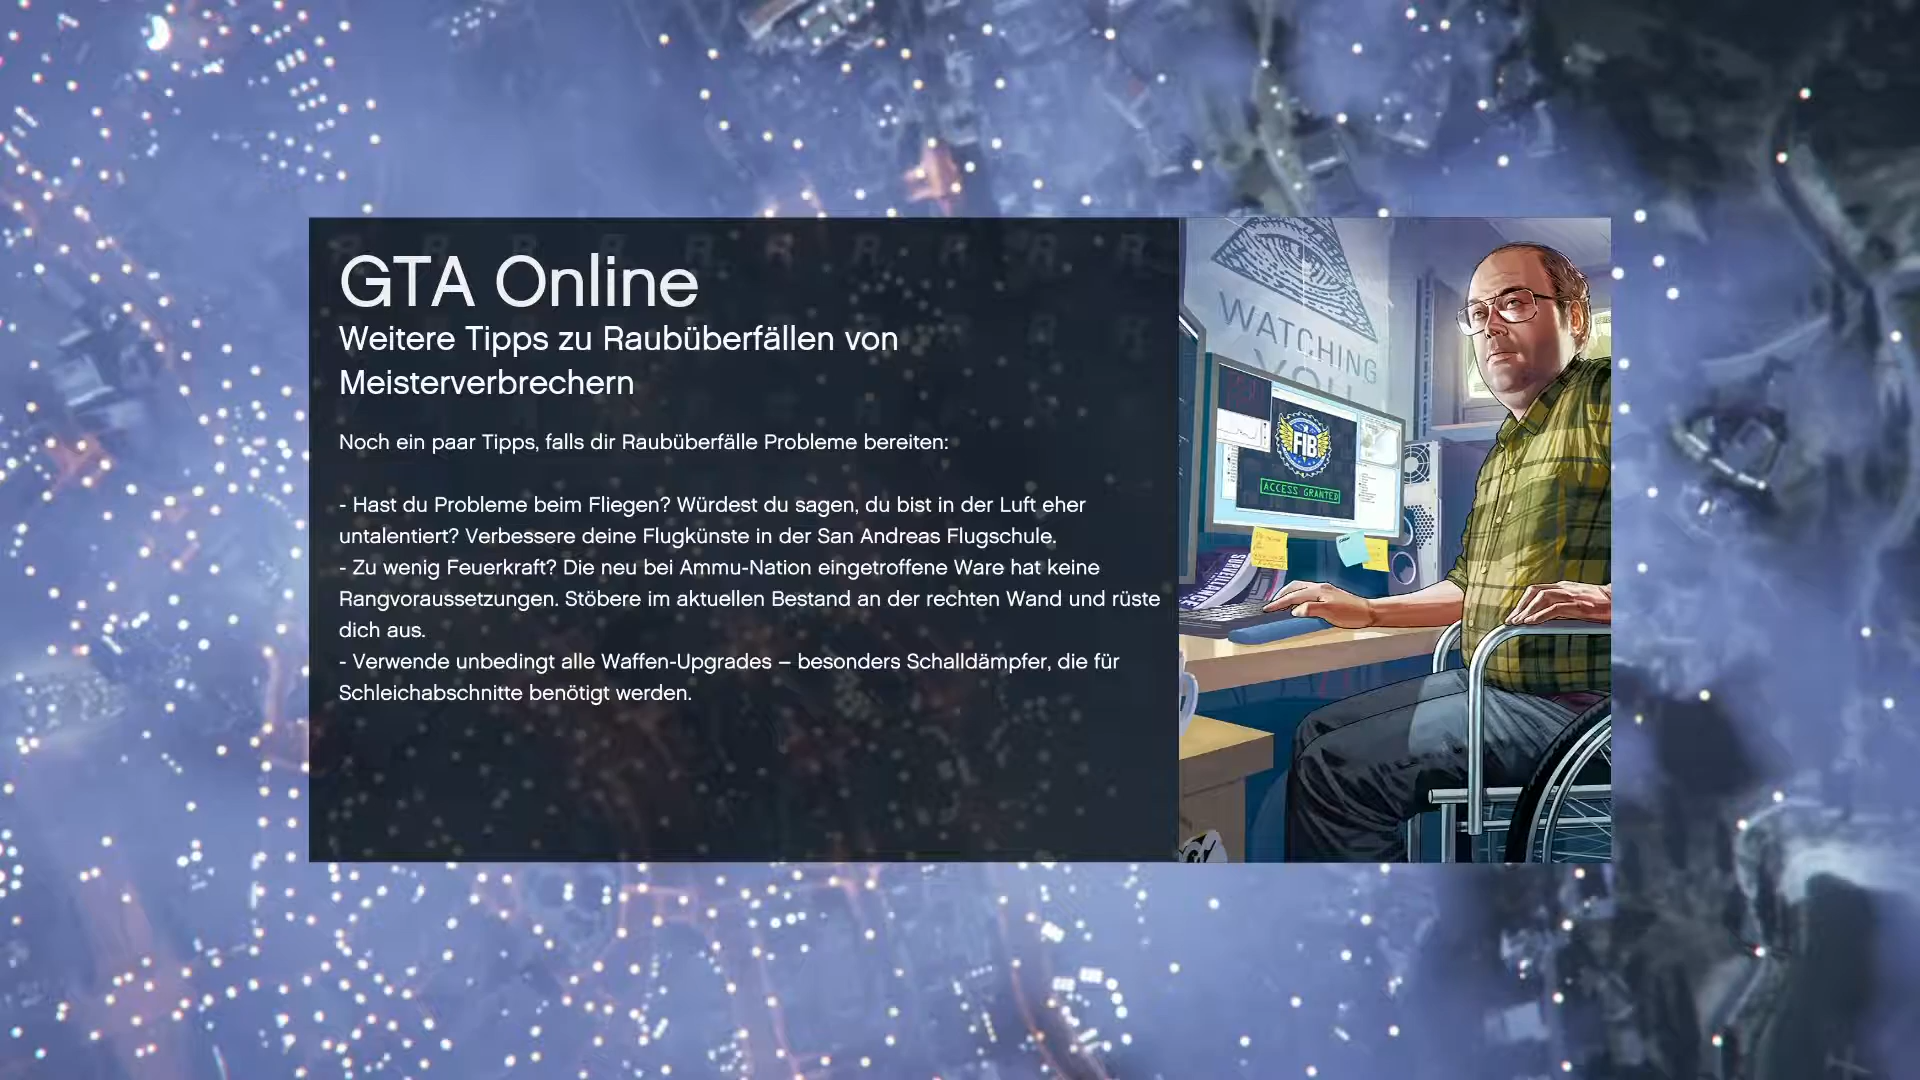 GTA Online
Weitere Tipps zu Raubüberfällen von
Meisterverbrechern
Noch ein paar Tipps, falls dir Raubüberfälle Probleme bereiten:
- Hast du Probleme beim Fliegen? Würdest du sagen, du bist in der Luft eher
untalentiert? Verbessere deine Flugkünste in der San Andreas Flugschule.
- Zu wenig Feuerkraft? Die neu bei Ammu-Nation eingetroffene Ware hat keine
Rangvoraussetzungen. Stöbere im aktuellen Bestand an der rechten Wand und rüste
dich aus.
- Verwende unbedingt alle Waffen-Upgrades – besonders Schalldämpfer, die für
Schleichabschnitte benötigt werden.
WATCHING
YOU
FIB
ACCESS GRANTED
SURVEILLANCE